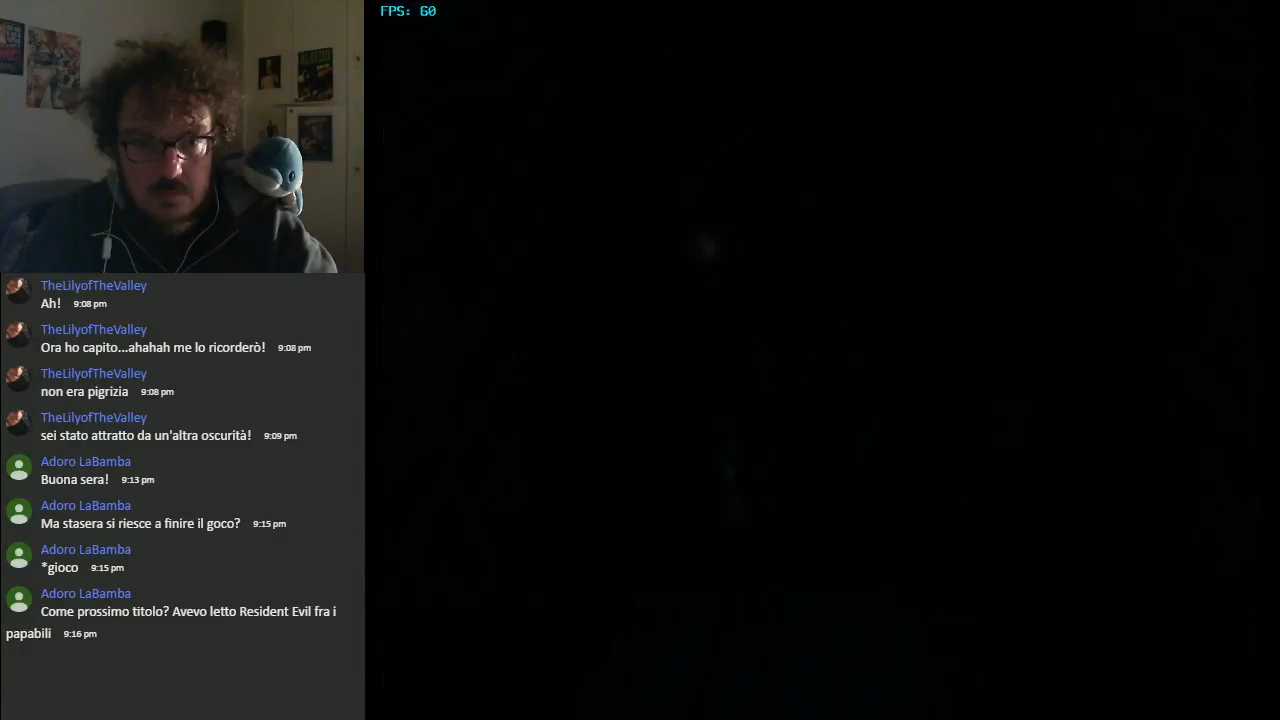 FPS: 60
TheLilyofTheValley
Ah! 9:08 pm
TheLilyofTheValley
Ora ho capito...ahahah me lo ricorderò! 9:08 pm
TheLilyofTheValley
non era pigrizia 9:08 pm
TheLilyofTheValley
sei stato attratto da un'altra oscurità! 9:09 pm
Adoro LaBamba
Buona sera! 9:13 pm
Adoro LaBamba
Ma stasera si riesce a finire il goco? 9:15 pm
Adoro LaBamba
*gioco 9:15 pm
Adoro LaBamba
Come prossimo titolo? Avevo letto Resident Evil fra i
papabili 9:16 pm